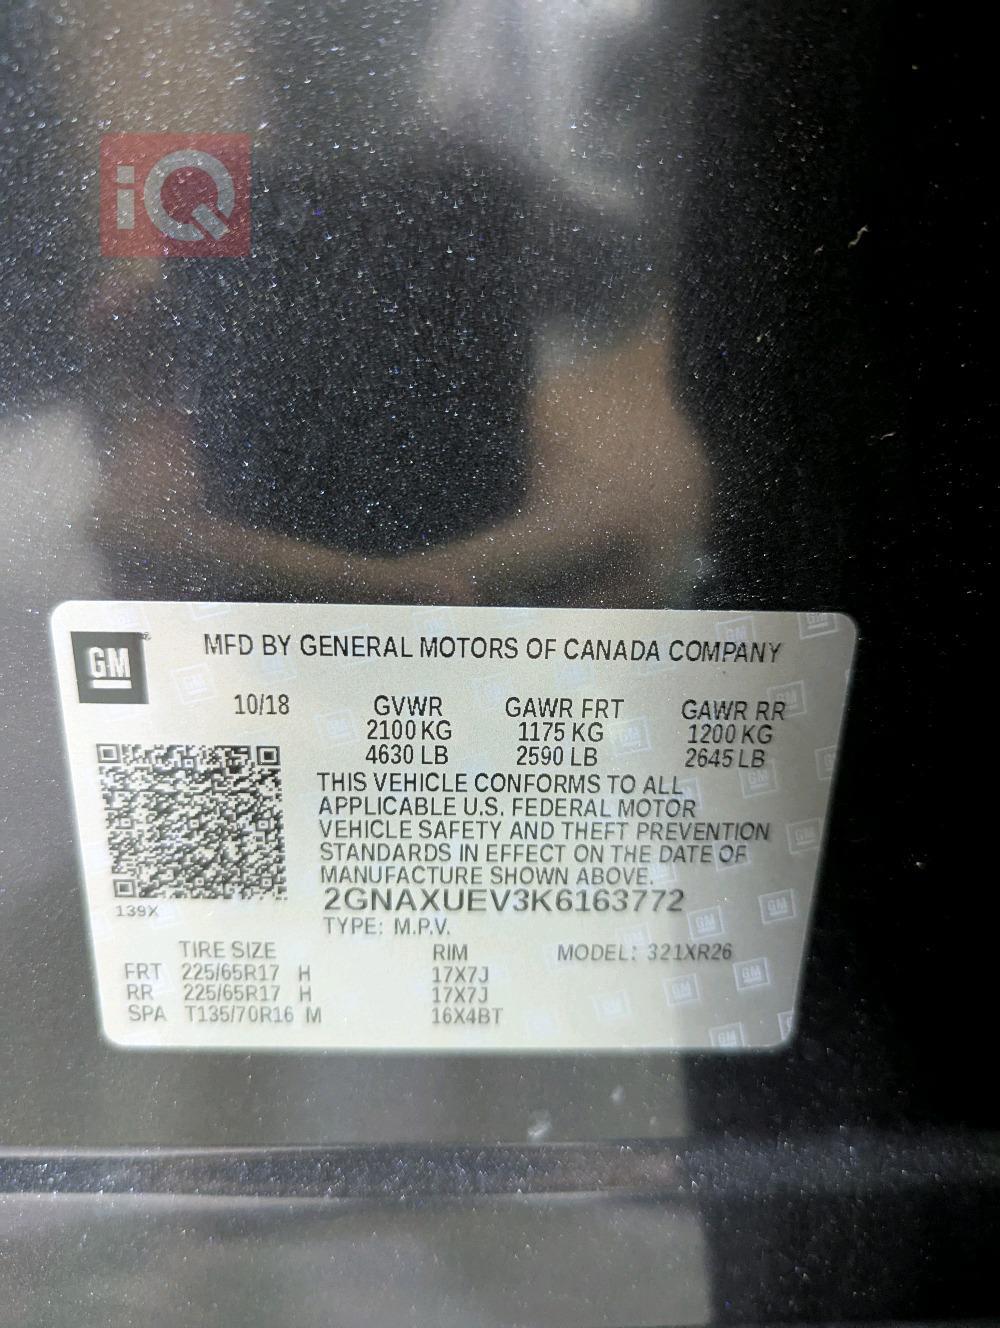 iQ
GM
MFD BY GENERAL MOTORS OF CANADA COMPANY
10/18 GVWR GAWR FRT GAWR RR
2100 KG 1175 KG 1200 KG
4630 LB 2590 LB 2645 LB
THIS VEHICLE CONFORMS TO ALL
APPLICABLE U.S. FEDERAL MOTOR
VEHICLE SAFETY AND THEFT PREVENTION
STANDARDS IN EFFECT ON THE DATE OF
MANUFACTURE SHOWN ABOVE.
2GNAXUEV3K6163772
139X
TYPE: M.P.V.
TIRE SIZE RIM MODEL: 321XR26
FRT 225/65R17 H 17X7J
RR 225/65R17 H 17X7J
SPA T135/70R16 M 16X4BT